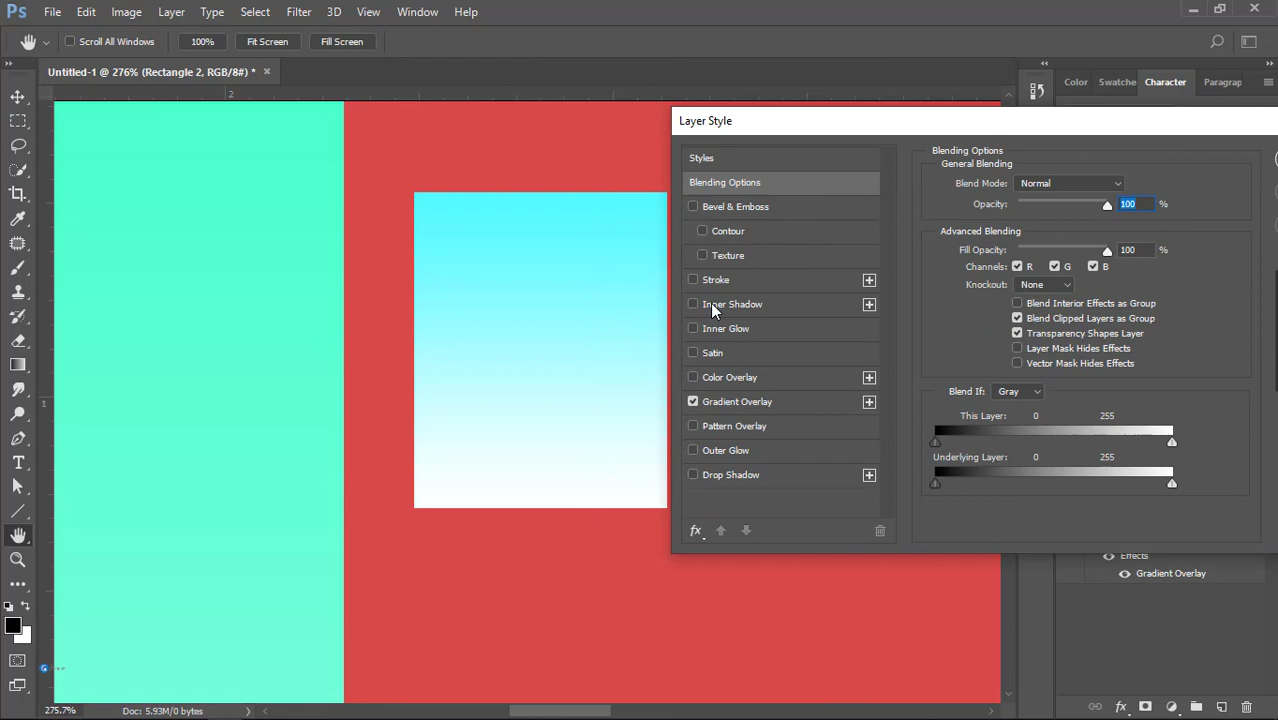 Ps File Edit Image Layer Type Select Filter 3D View Window Help
Scroll All Windows 100% Fit Screen Fill Screen
Untitled-1 @ 276% (Rectangle 2, RGB/8#) * ×
Color Swatche Character Paragrap
2
1
Layer Style
Styles
Blending Options
Bevel & Emboss
Contour
Texture
Stroke
Inner Shadow
Inner Glow
Satin
Color Overlay
Gradient Overlay
Pattern Overlay
Outer Glow
Drop Shadow
fx
Blending Options
General Blending
Blend Mode: Normal
Opacity: 100 %
Advanced Blending
Fill Opacity: 100 %
Channels: R G B
Knockout: None
Blend Interior Effects as Group
Blend Clipped Layers as Group
Transparency Shapes Layer
Layer Mask Hides Effects
Vector Mask Hides Effects
Blend If: Gray
This Layer: 0 255
Underlying Layer: 0 255
Effects
Gradient Overlay
fx
275.7% Doc: 5.93M/0 bytes